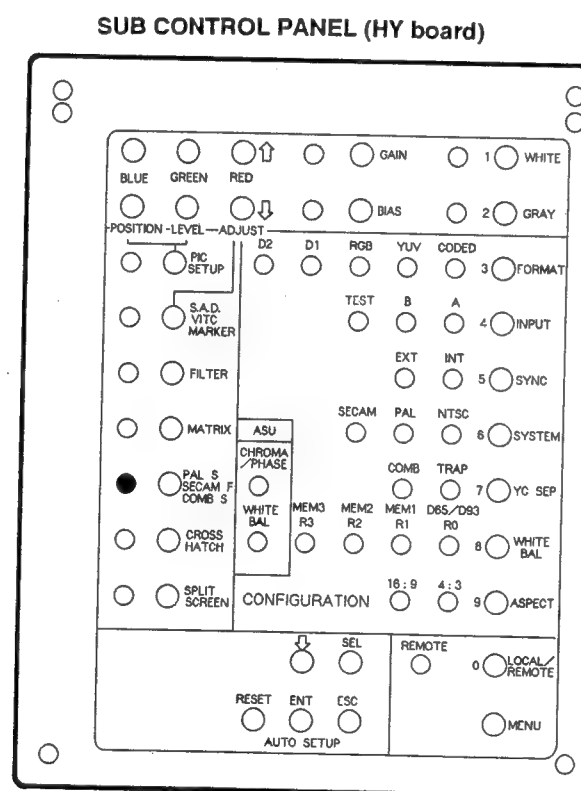 SUB CONTROL PANEL (HY board)
BLUE GREEN RED GAIN 1 WHITE
BIAS 2 GRAY
POSITION LEVEL ADJUST
PIC
SETUP
D2 D1 RGB YUV CODED
3 FORMAT
S.A.D.
VITC
MARKER
TEST B A
4 INPUT
FILTER
EXT INT
5 SYNC
MATRIX
ASU
SECAM PAL NTSC
6 SYSTEM
CHROMA
/PHASE
PAL S
SECAM F
COMB S
COMB TRAP
7 YC SEP
WHITE
BAL
MEM3 MEM2 MEM1 D65/D93
R3 R2 R1 R0
CROSS
HATCH
8 WHITE
BAL
SPLIT
SCREEN
CONFIGURATION
16:9 4:3
9 ASPECT
SEL
REMOTE
0 LOCAL/
REMOTE
RESET ENT ESC
MENU
AUTO SETUP